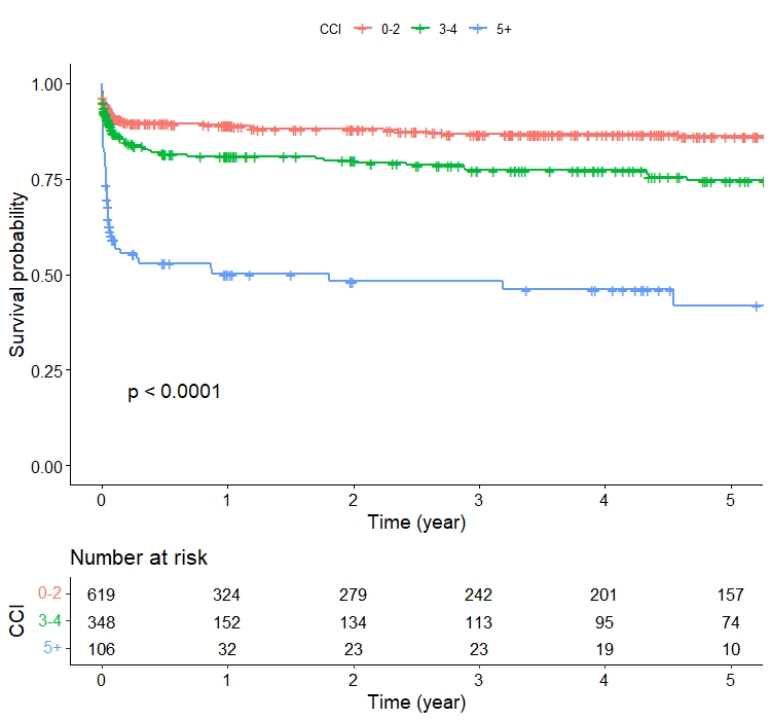 CCI 0-2 3-4 5+
Survival probability
1.00
0.75
0.50
0.25
0.00
p < 0.0001
0 1 2 3 4 5
Time (year)
Number at risk
CCI
0-2 619 324 279 242 201 157
3-4 348 152 134 113 95 74
5+ 106 32 23 23 19 10
0 1 2 3 4 5
Time (year)